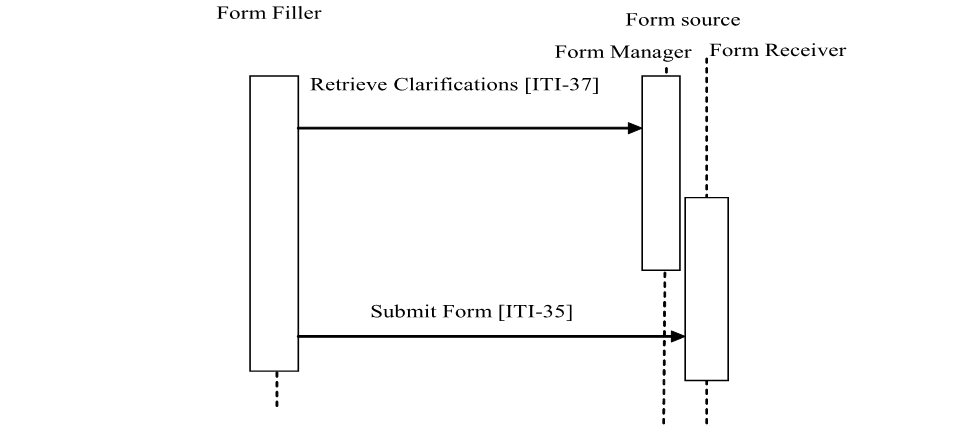 Form Filler
Form source
Form Manager
Form Receiver
Retrieve Clarifications [ITI-37]
Submit Form [ITI-35]